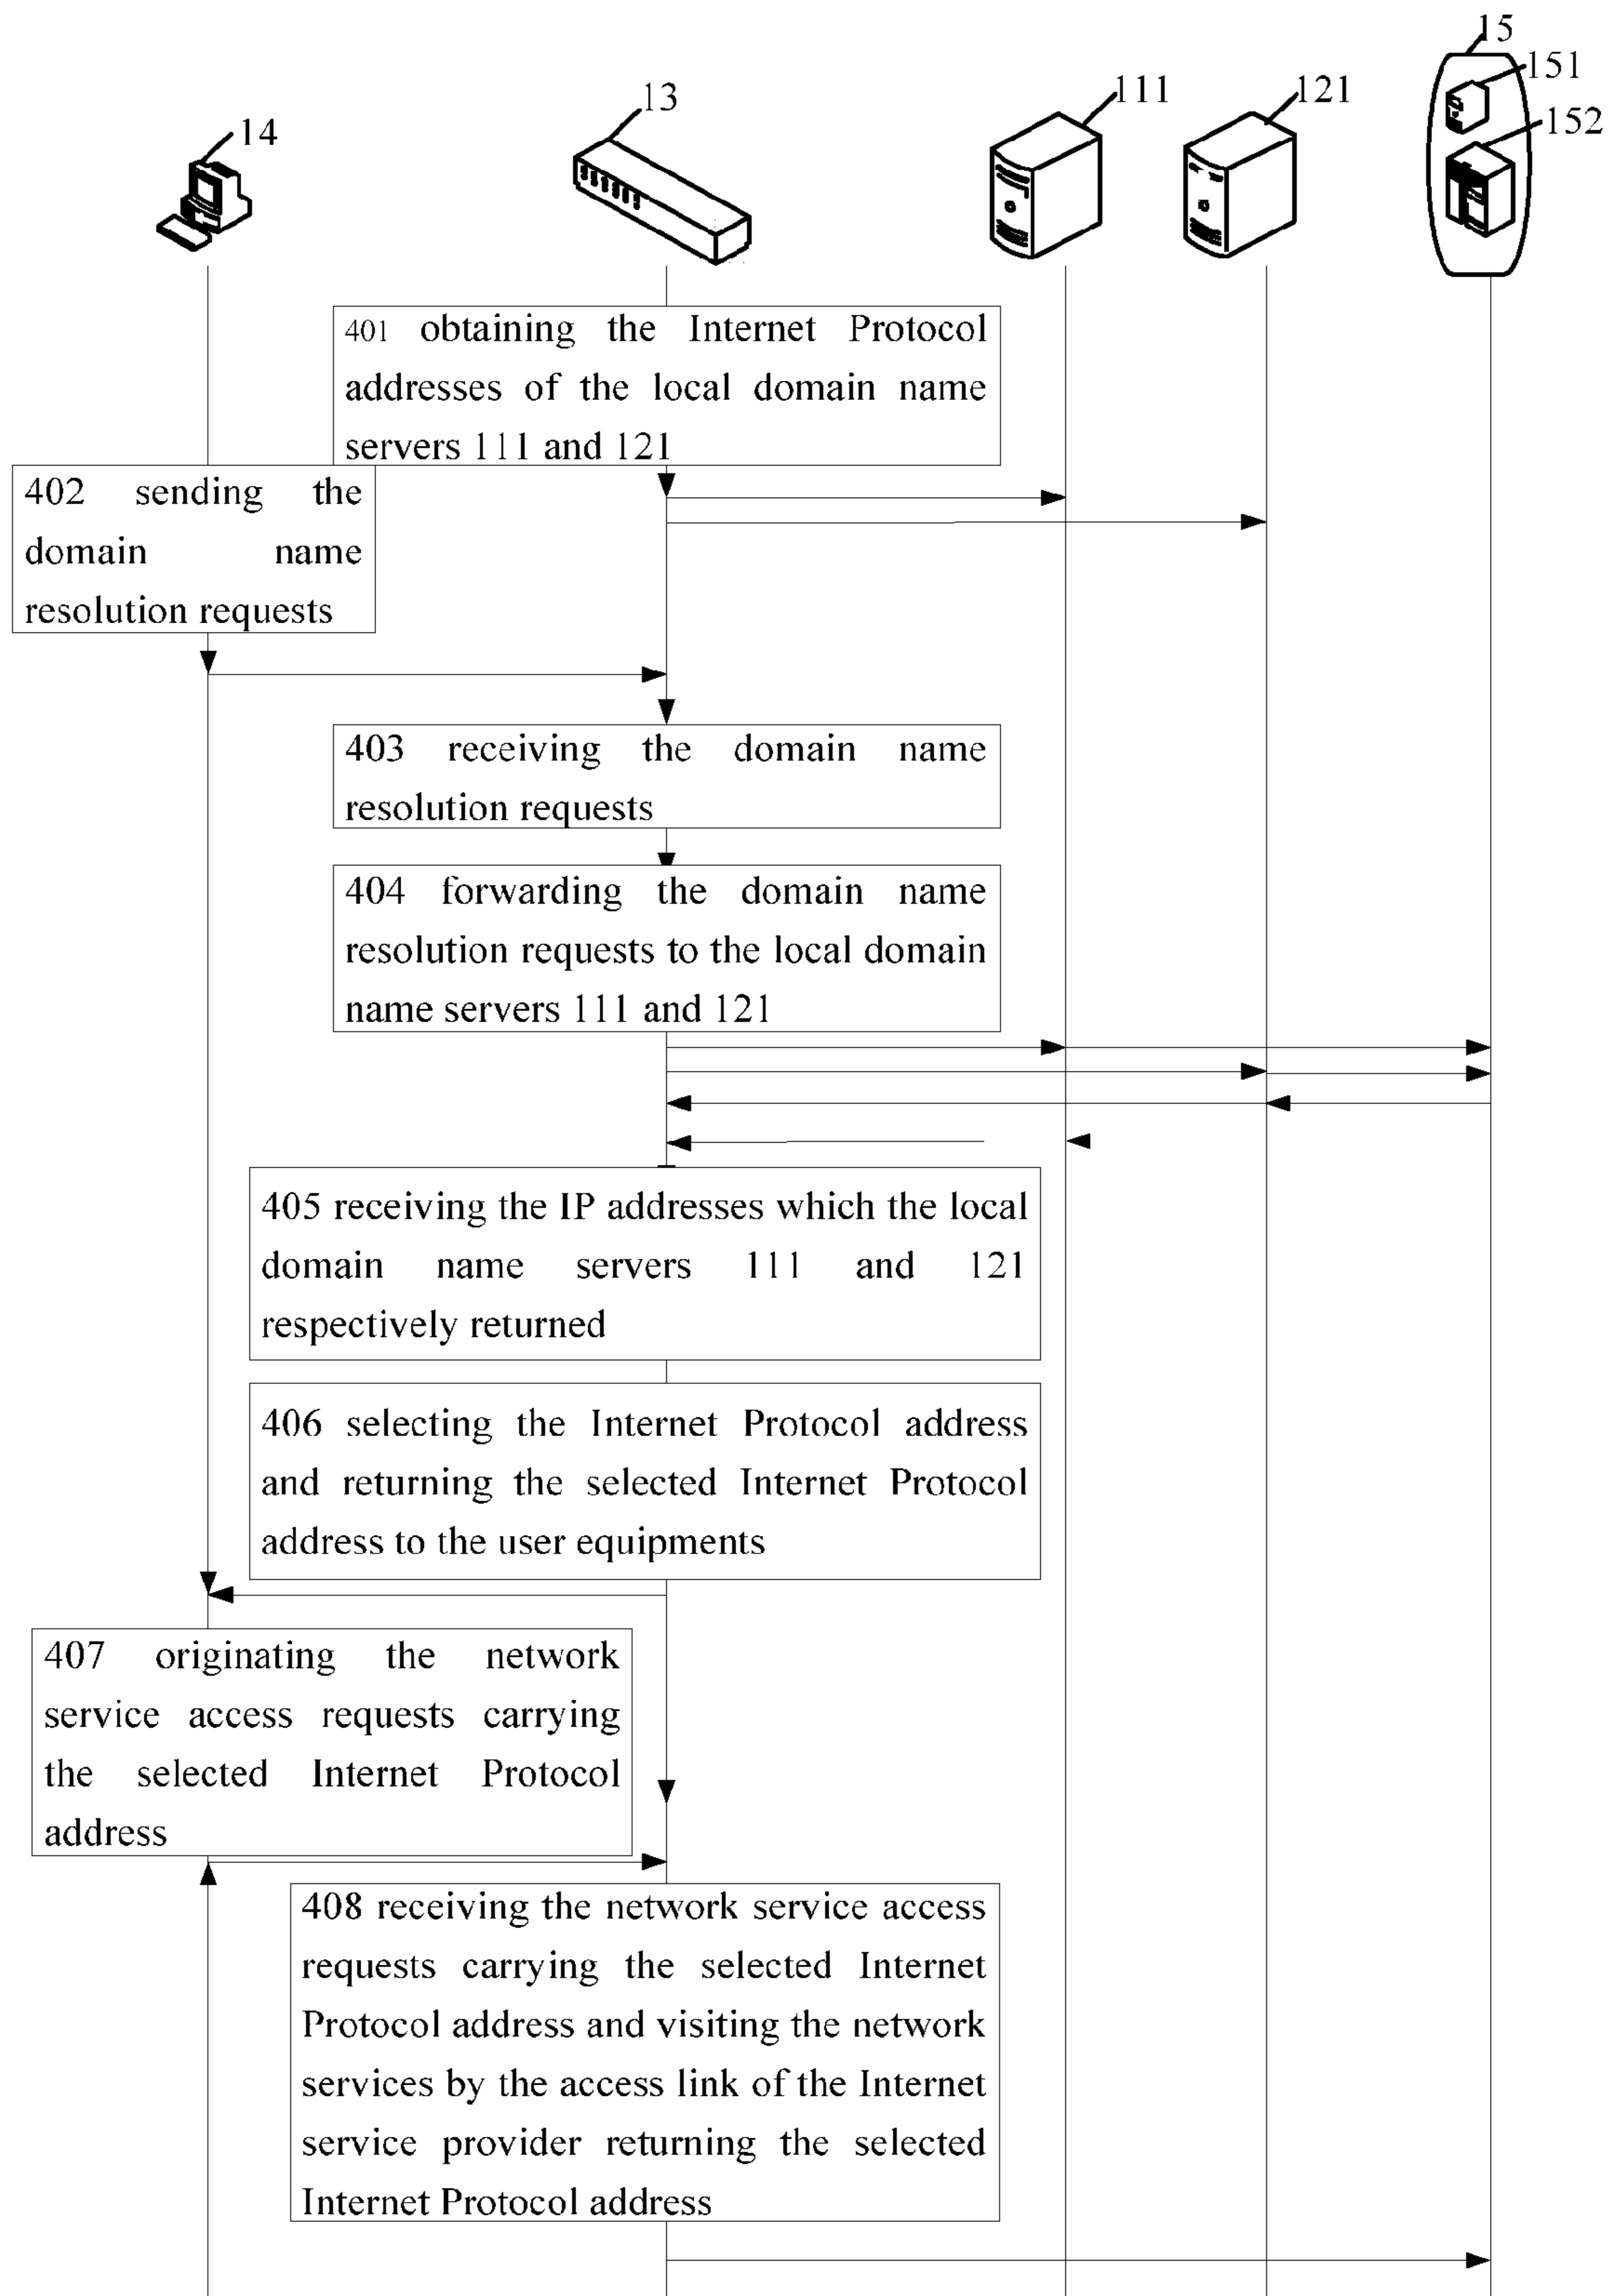 15
151
111
121
13
152
14
401 obtaining the Internet Protocol
addresses of the local domain name
servers 111 and 121
402 sending the
domain name
resolution requests
403 receiving the domain name
resolution requests
404 forwarding the domain name
resolution requests to the local domain
name servers 111 and 121
405 receiving the IP addresses which the local
domain name servers 111 and 121
respectively returned
406 selecting the Internet Protocol address
and returning the selected Internet Protocol
address to the user equipments
407 originating the network
service access requests carrying
the selected Internet Protocol
address
408 receiving the network service access
requests carrying the selected Internet
Protocol address and visiting the network
services by the access link of the Internet
service provider returning the selected
Internet Protocol address